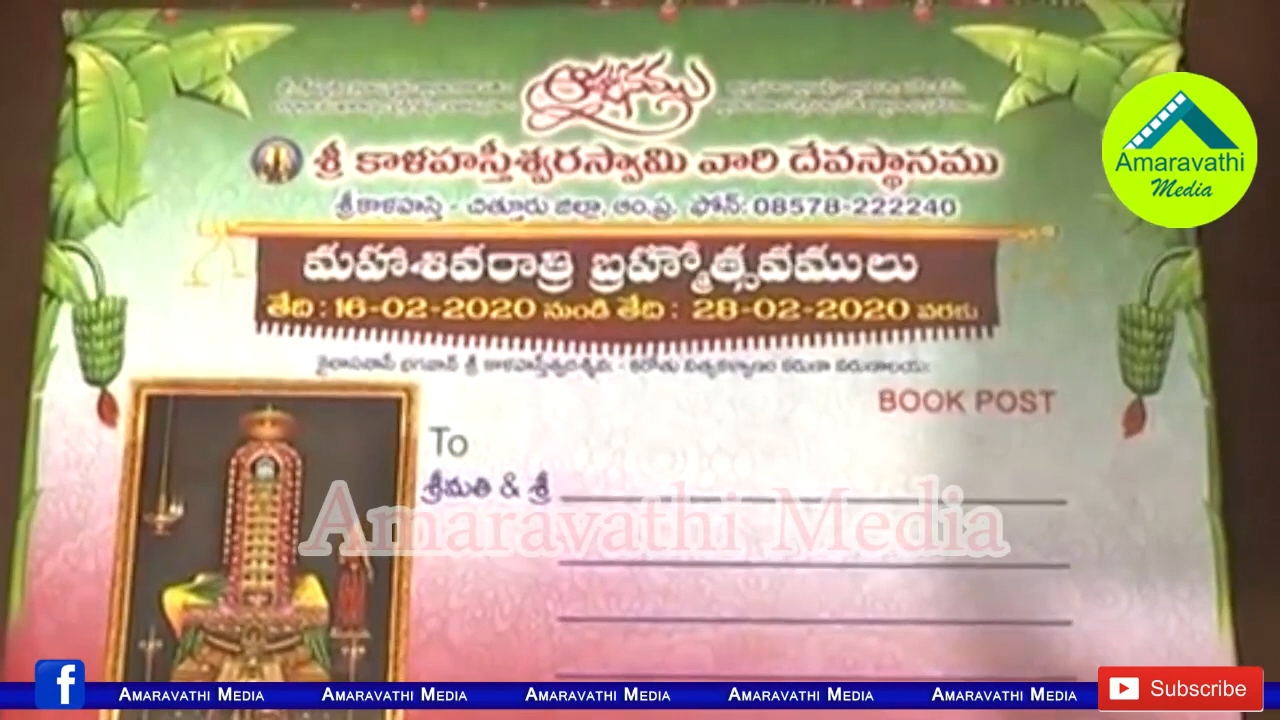 ఆహ్వానము
శ్రీ కాళహస్తీశ్వరస్వామి వారి దేవస్థానము
శ్రీకాళహస్తి - చిత్తూరు జిల్లా, ఆం.ప్ర. ఫోన్: 08578-222240
మహాశివరాత్రి బ్రహ్మోత్సవములు
తేది : 16-02-2020 నుండి తేది : 28-02-2020 వరకు
BOOK POST
To
శ్రీమతి & శ్రీ
Amaravathi Media
Amaravathi
Media
Amaravathi Media Amaravathi Media Amaravathi Media Amaravathi Media Amaravathi Media
Subscribe